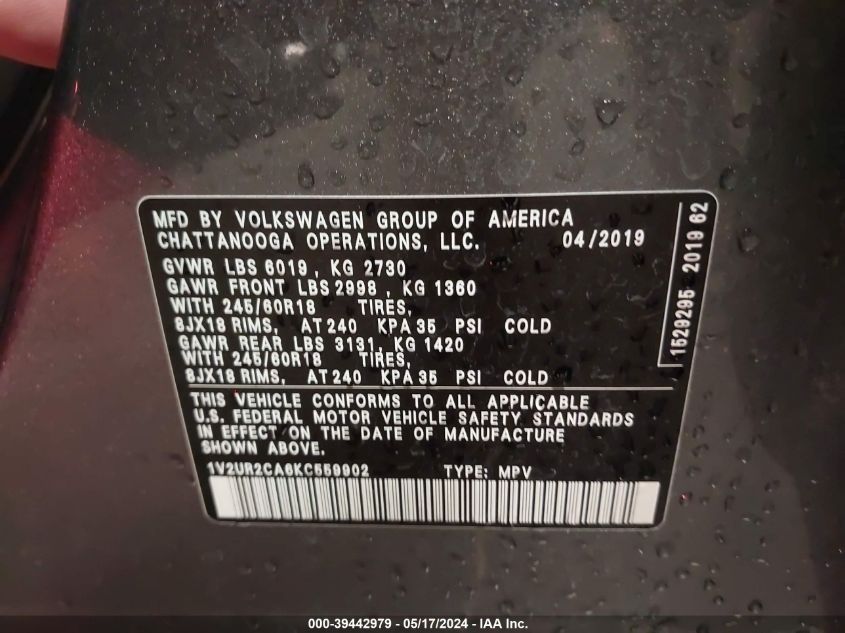 MFD BY VOLKSWAGEN GROUP OF AMERICA
CHATTANOOGA OPERATIONS, LLC. 04/2019
GVWR LBS 6019 , KG 2730
GAWR FRONT LBS 2998 , KG 1360
WITH 245/60R18 TIRES,
8JX18 RIMS, AT 240 KPA 35 PSI COLD
GAWR REAR LBS 3131, KG 1420
WITH 245/60R18 TIRES,
8JX18 RIMS, AT 240 KPA 35 PSI COLD
THIS VEHICLE CONFORMS TO ALL APPLICABLE
U.S. FEDERAL MOTOR VEHICLE SAFETY STANDARDS
IN EFFECT ON THE DATE OF MANUFACTURE
SHOWN ABOVE.
1V2UR2CA6KC559902 TYPE: MPV
1529295 2019 62
000-39442979 - 05/17/2024 - IAA Inc.